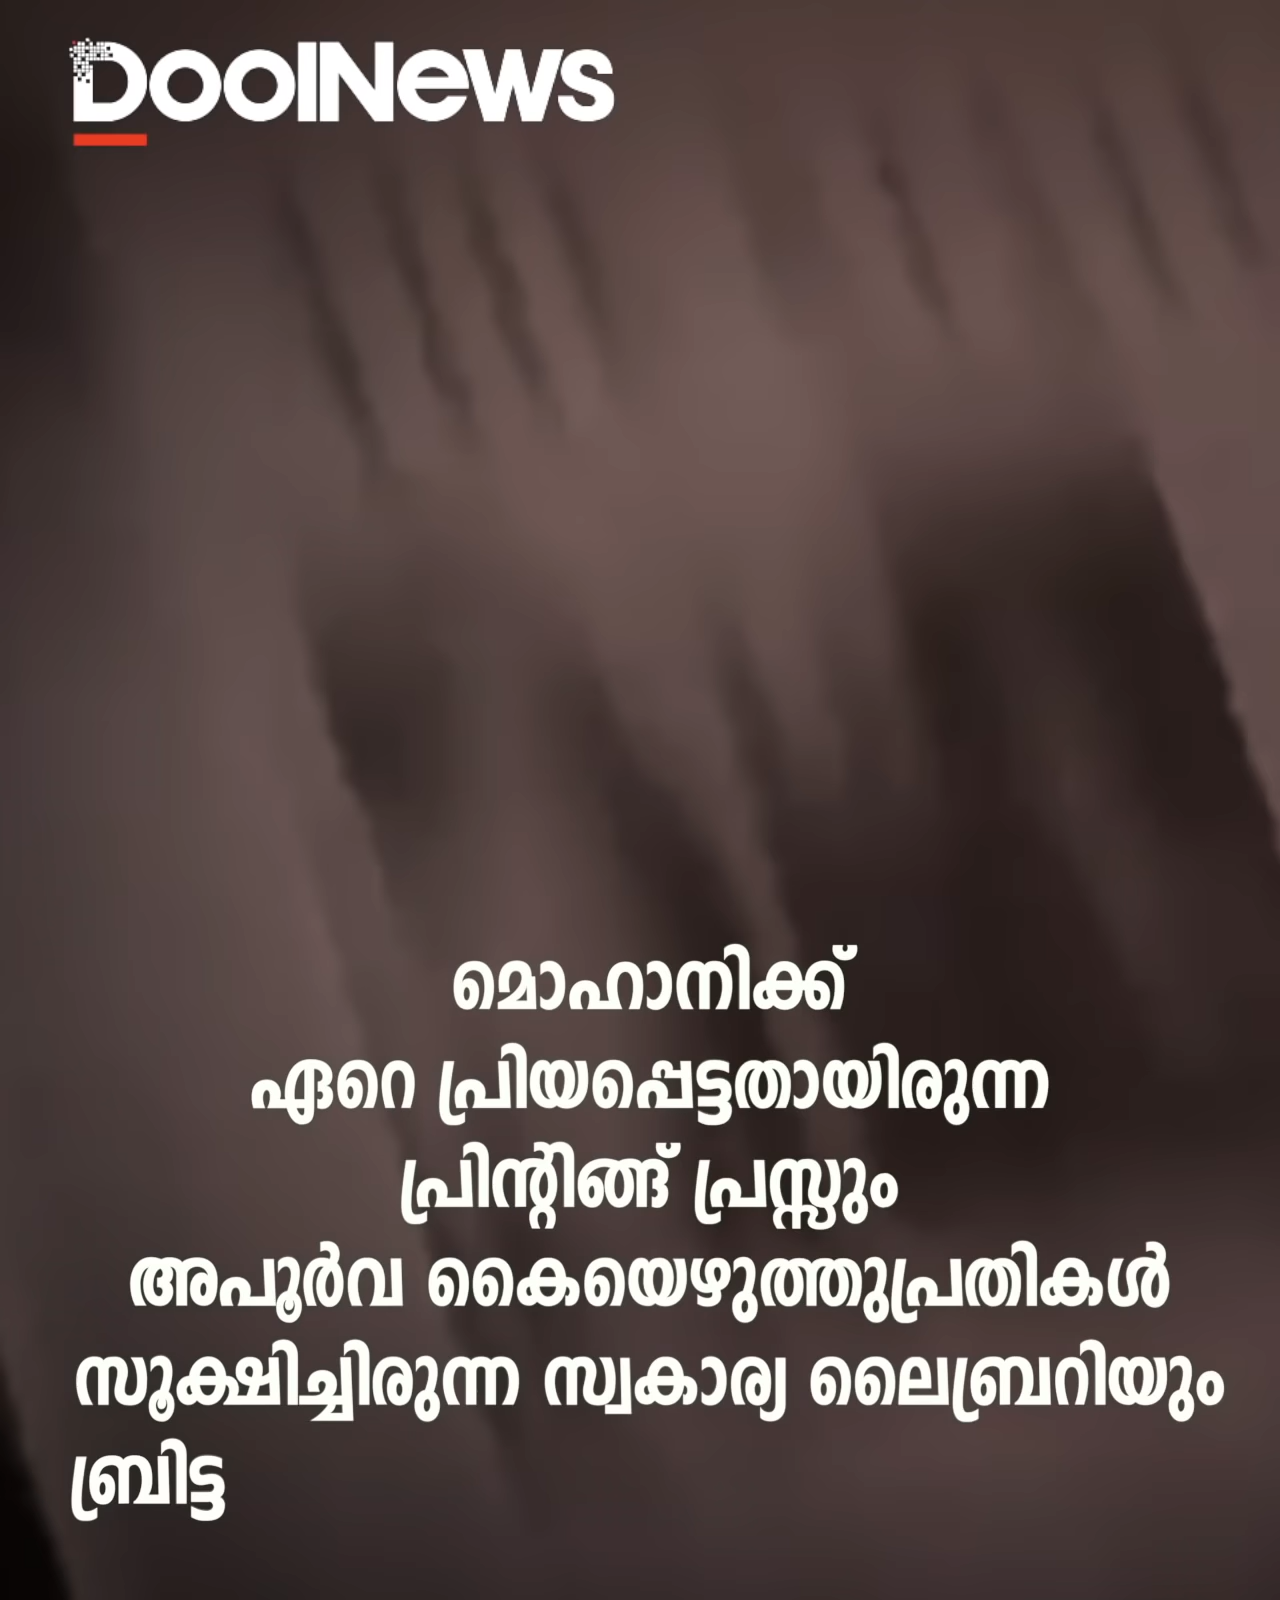 DoolNews
മൊഹാനിക്ക്
ഏറെ പ്രിയപ്പെട്ടതായിരുന്ന
പ്രിന്റിങ്ങ് പ്രസ്സും
അപൂർവ കൈയെഴുത്തുപ്രതികൾ
സൂക്ഷിച്ചിരുന്ന സ്വകാര്യ ലൈബ്രറിയും
ബ്രിട്ട